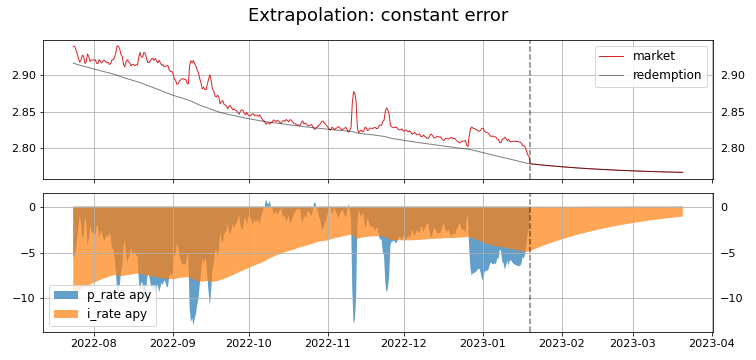 Extrapolation: constant error
market
redemption
2.90 2.90
2.85 2.85
2.80 2.80
0 0
−5 −5
−10 −10
p_rate apy
i_rate apy
2022-08 2022-09 2022-10 2022-11 2022-12 2023-01 2023-02 2023-03 2023-04